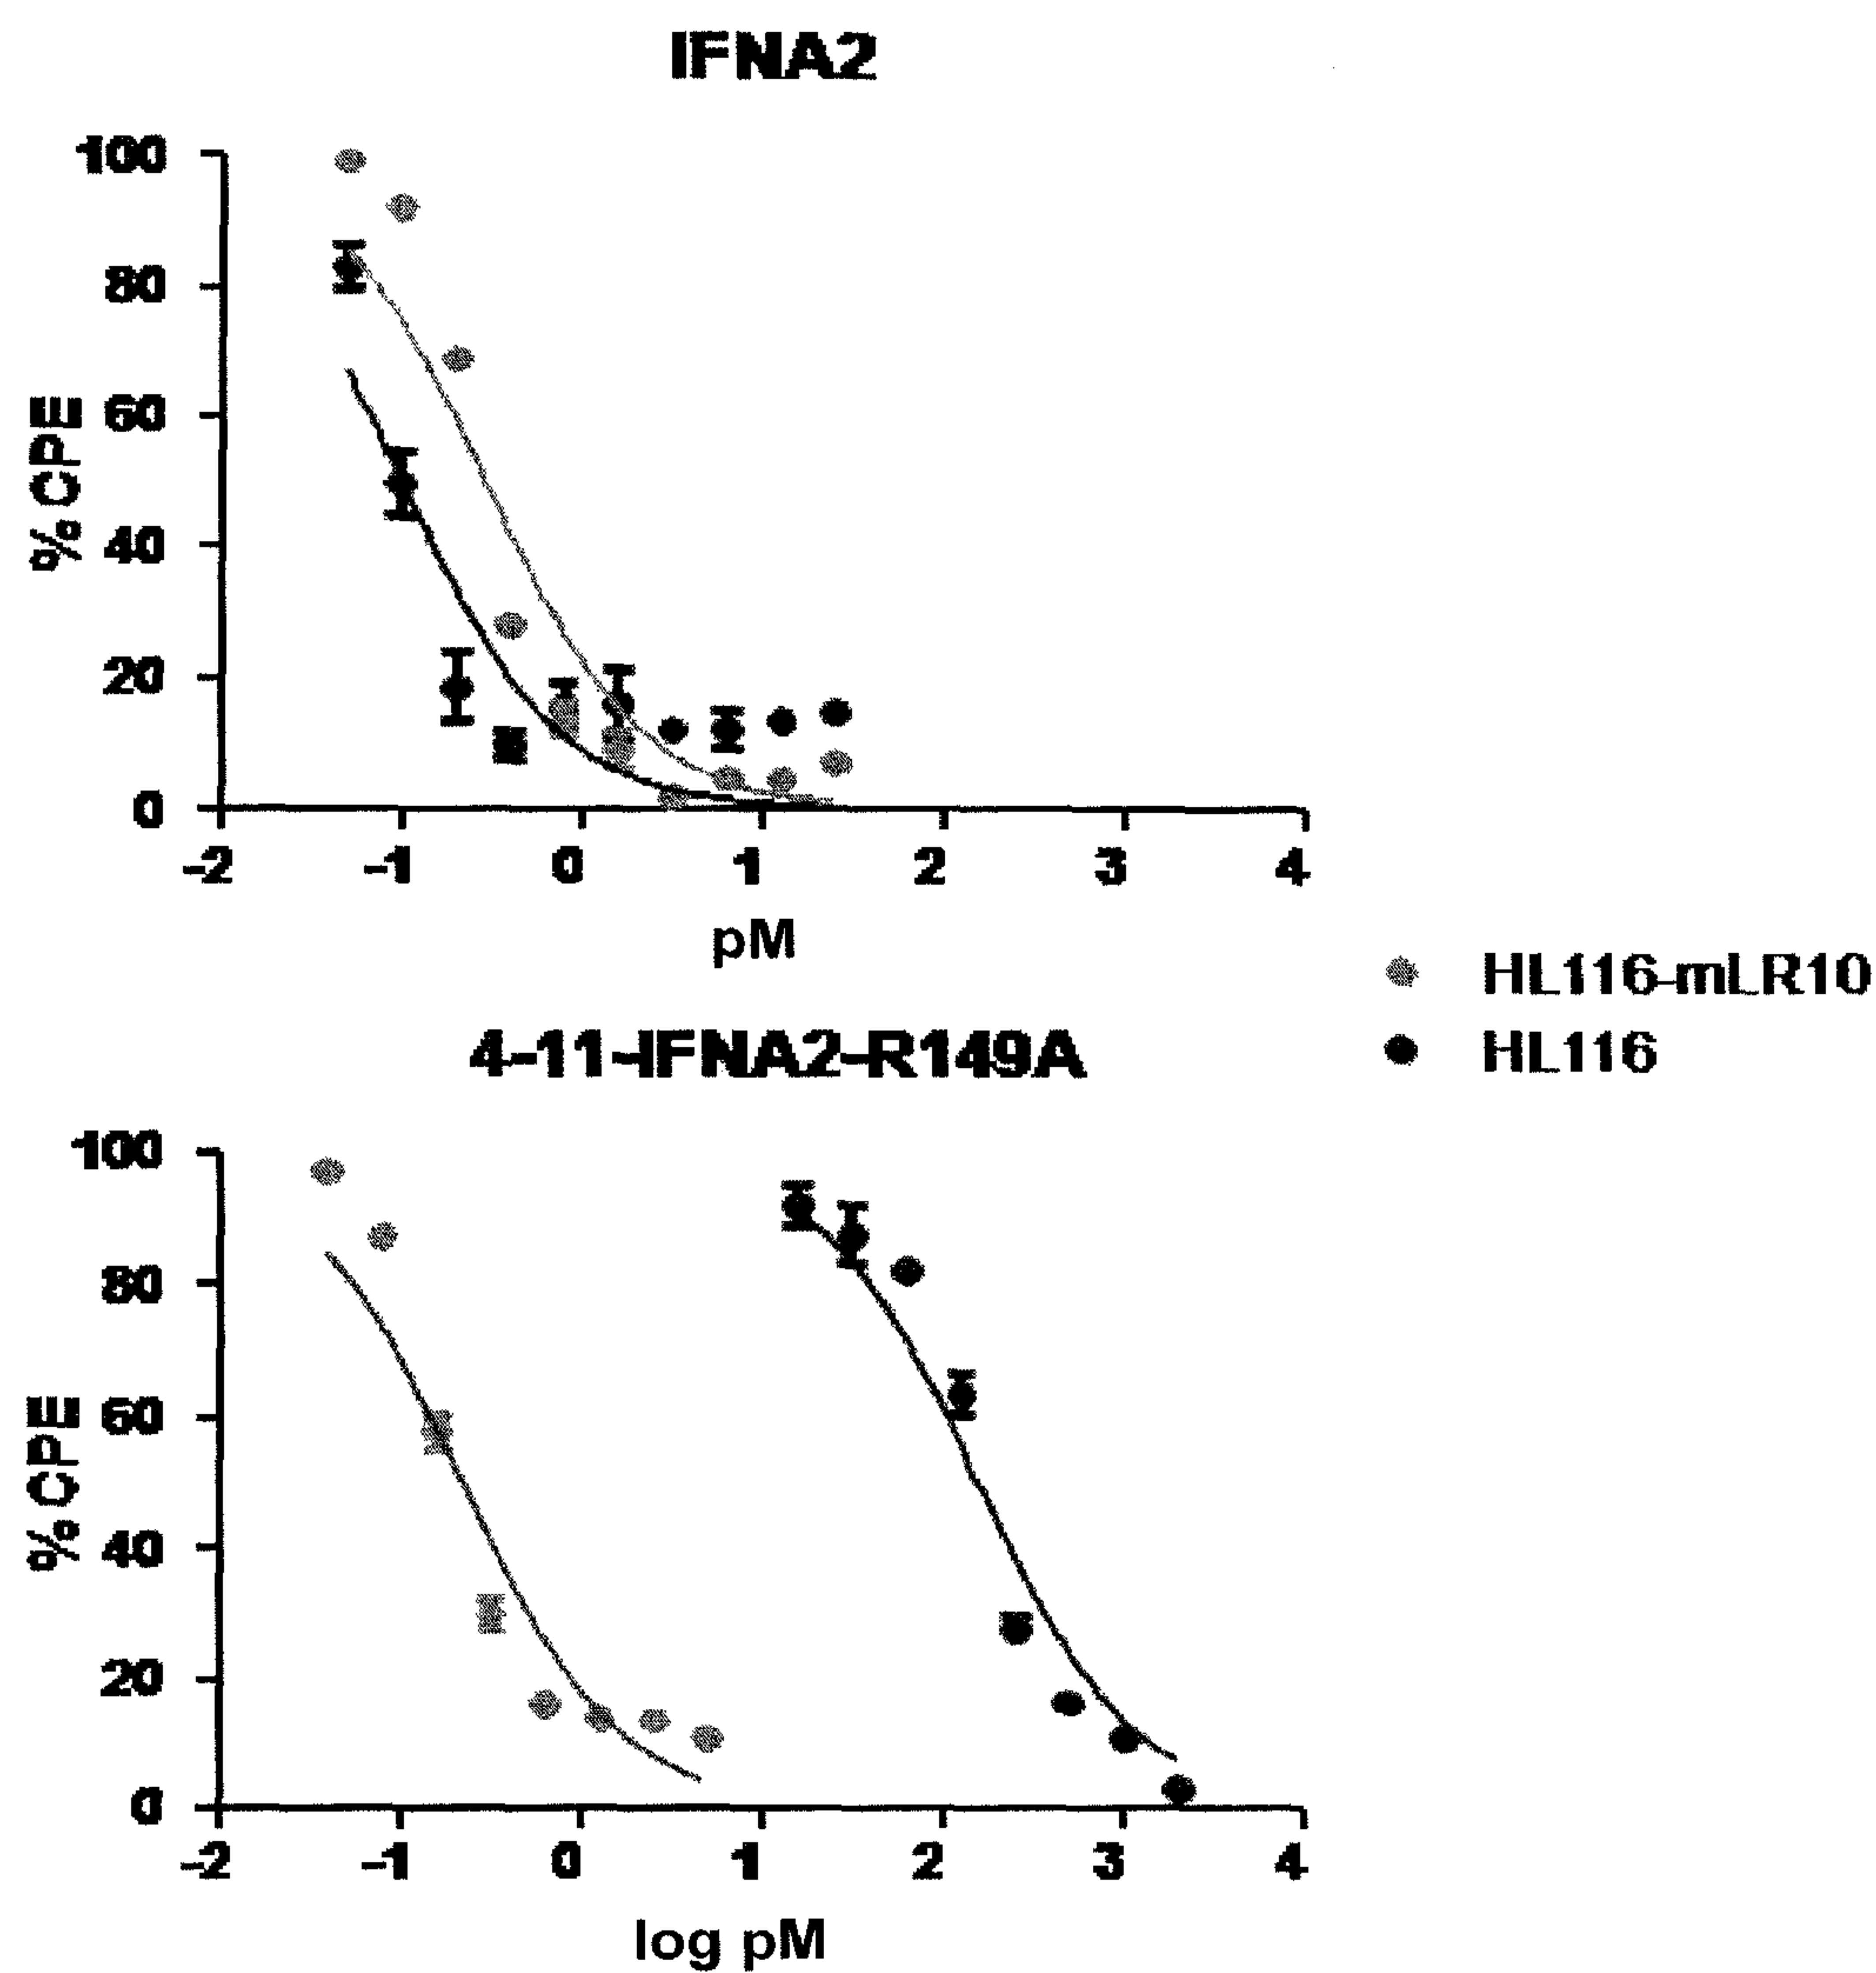 IFNA2
100
80
60
40
20
0
% CPE
-2 -1 0 1 2 3 4
pM
HL116-mLR10
HL116
4-11-IFNA2-R149A
100
80
60
40
20
0
% CPE
-2 -1 0 1 2 3 4
log pM